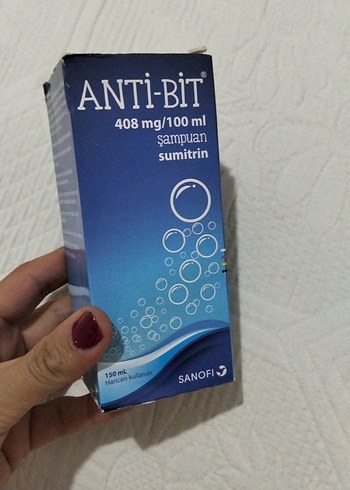 ANTİ-BİT®
408 mg/100 ml
şampuan
sumitrin
150 mL
Haricen kullanılır
SANOFI